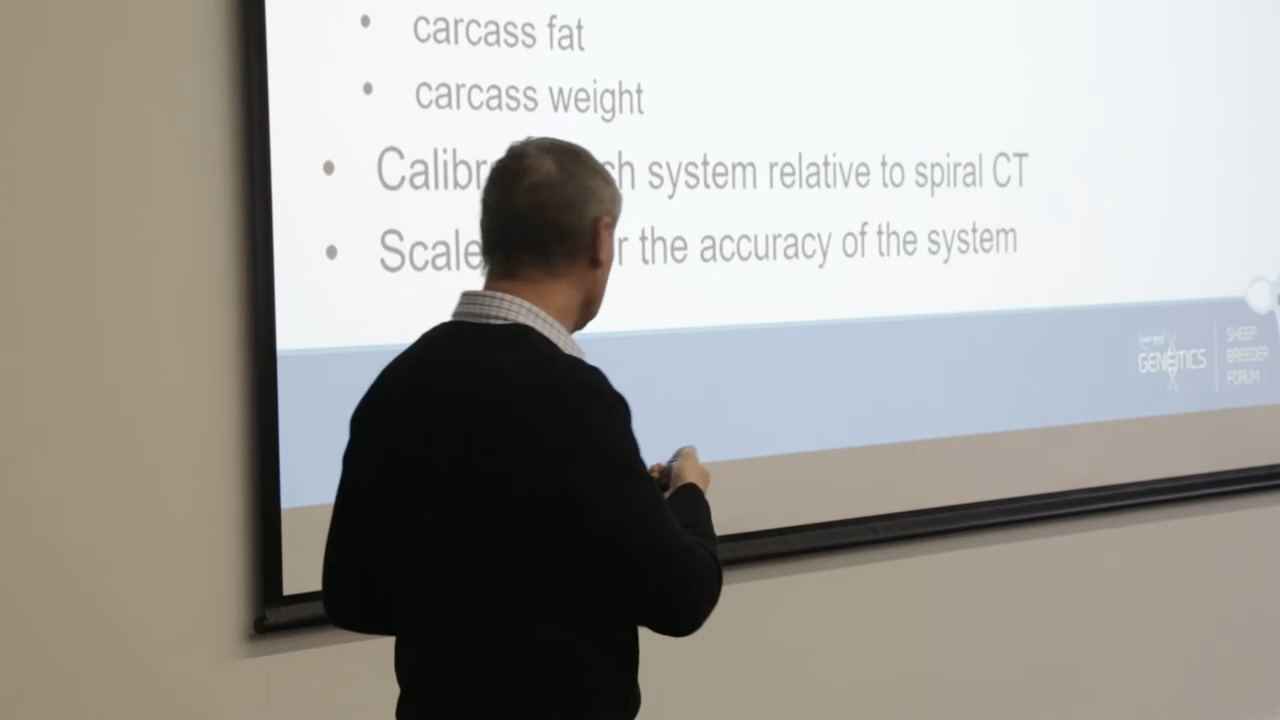 • carcass fat
• carcass weight
• Calibr h system relative to spiral CT
• Scale r the accuracy of the system
GENETICS
SHEEP
BREEDER
FORUM